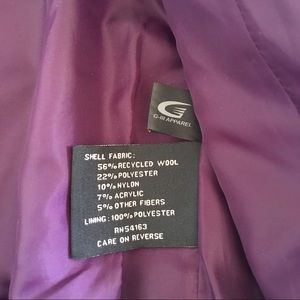 G-III APPAREL
SHELL FABRIC:
56% RECYCLED WOOL
22% POLYESTER
10% NYLON
7% ACRYLIC
5% OTHER FIBERS
LINING: 100% POLYESTER
RN54163
CARE ON REVERSE